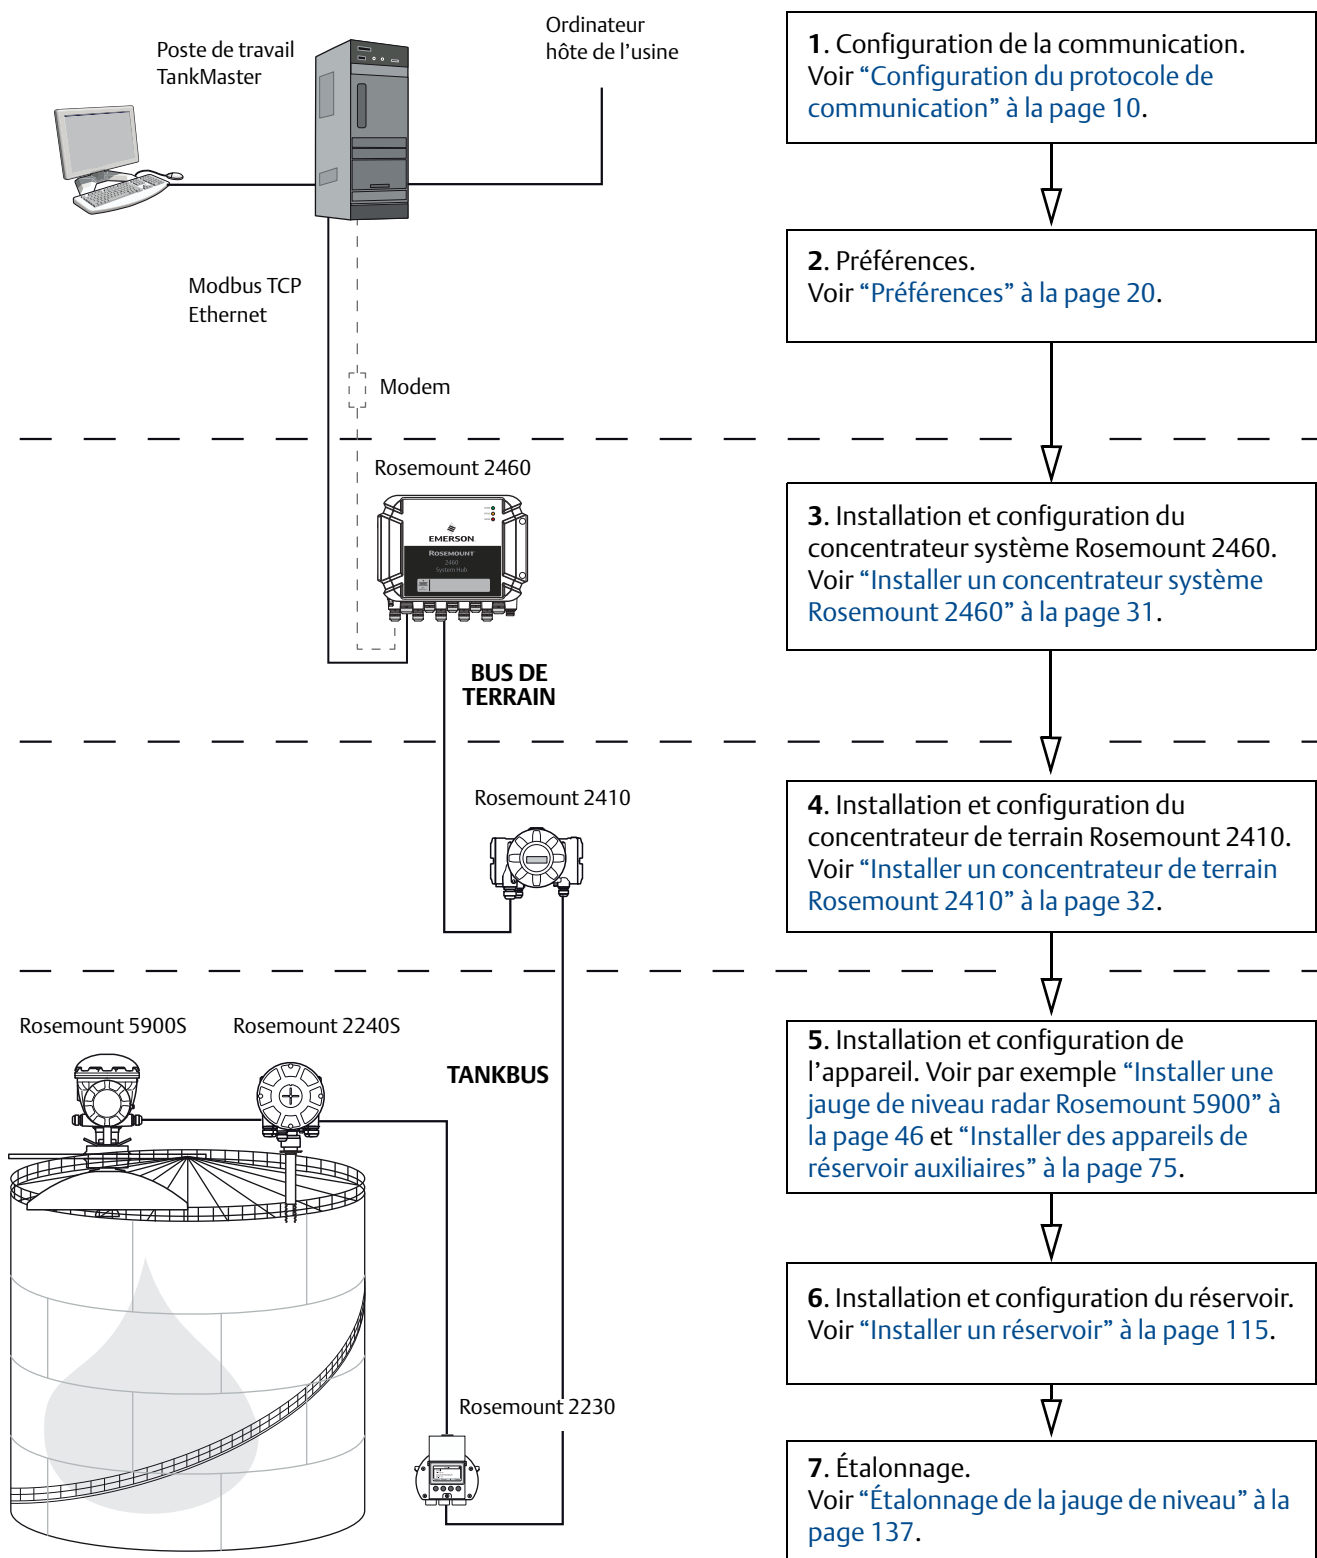 Poste de travail
TankMaster
Ordinateur
hôte de l’usine
Modbus TCP
Ethernet
Modem
Rosemount 2460
EMERSON
ROSEMOUNT
2460
System Hub
BUS DE
TERRAIN
Rosemount 2410
Rosemount 5900S
Rosemount 2240S
TANKBUS
Rosemount 2230
1. Configuration de la communication.
Voir “Configuration du protocole de
communication” à la page 10.
2. Préférences.
Voir “Préférences” à la page 20.
3. Installation et configuration du
concentrateur système Rosemount 2460.
Voir “Installer un concentrateur système
Rosemount 2460” à la page 31.
4. Installation et configuration du
concentrateur de terrain Rosemount 2410.
Voir “Installer un concentrateur de terrain
Rosemount 2410” à la page 32.
5. Installation et configuration de
l’appareil. Voir par exemple “Installer une
jauge de niveau radar Rosemount 5900” à
la page 46 et “Installer des appareils de
réservoir auxiliaires” à la page 75.
6. Installation et configuration du réservoir.
Voir “Installer un réservoir” à la page 115.
7. Étalonnage.
Voir “Étalonnage de la jauge de niveau” à la
page 137.